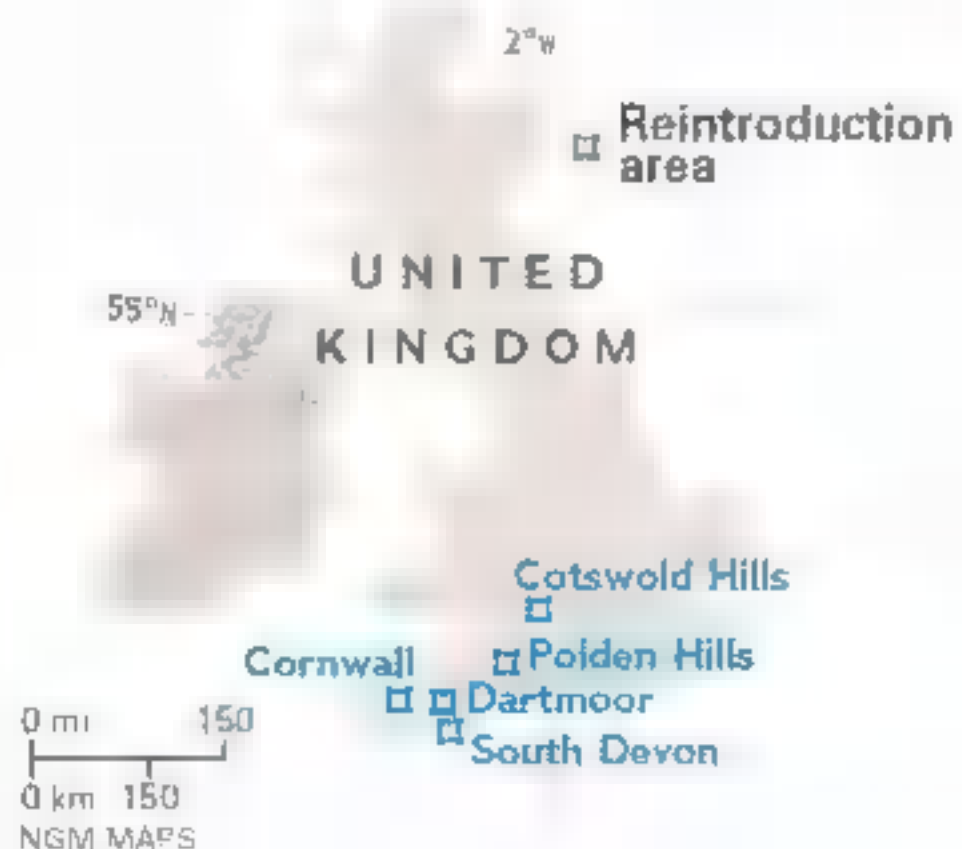 2°W
Reintroduction
area
UNITED
KINGDOM
55°N
Cotswold Hills
Polden Hills
Cornwall
Dartmoor
South Devon
0 mi 150
0 km 150
NGM MAPS